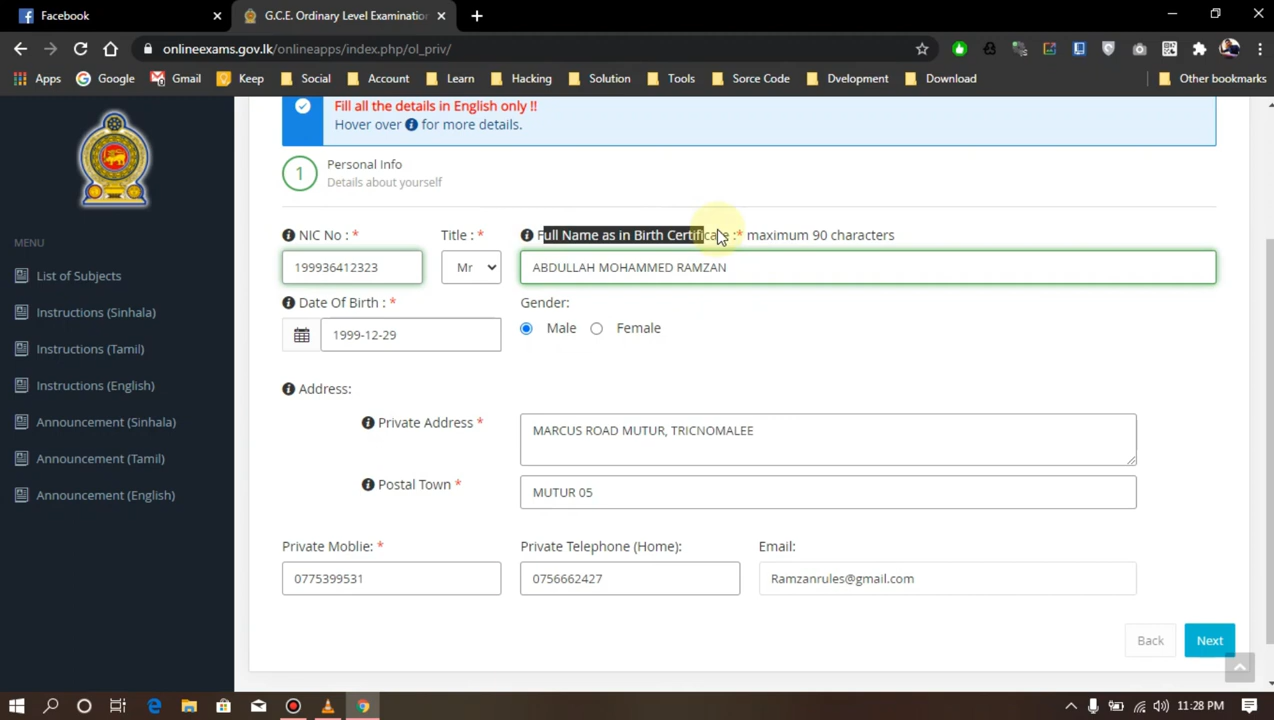 Facebook
G.C.E. Ordinary Level Examinatio
onlineexams.gov.lk/onlineapps/index.php/ol_priv/
Apps Google Gmail Keep Social Account Learn Hacking Solution Tools Sorce Code Dvelopment Download Other bookmarks
Fill all the details in English only !!
Hover over i for more details.
1 Personal Info
Details about yourself
MENU
List of Subjects
Instructions (Sinhala)
Instructions (Tamil)
Instructions (English)
Announcement (Sinhala)
Announcement (Tamil)
Announcement (English)
NIC No : * Title : * Full Name as in Birth Certificate :* maximum 90 characters
199936412323 Mr ABDULLAH MOHAMMED RAMZAN
Date Of Birth : * Gender:
1999-12-29 Male Female
Address:
Private Address * MARCUS ROAD MUTUR, TRICNOMALEE
Postal Town * MUTUR 05
Private Moblie: * Private Telephone (Home): Email:
0775399531 0756662427 Ramzanrules@gmail.com
Back Next
11:28 PM